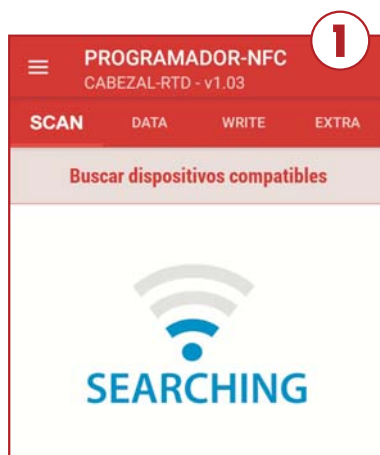 1
PROGRAMADOR-NFC
CABEZAL-RTD - v1.03
SCAN DATA WRITE EXTRA
Buscar dispositivos compatibles
SEARCHING